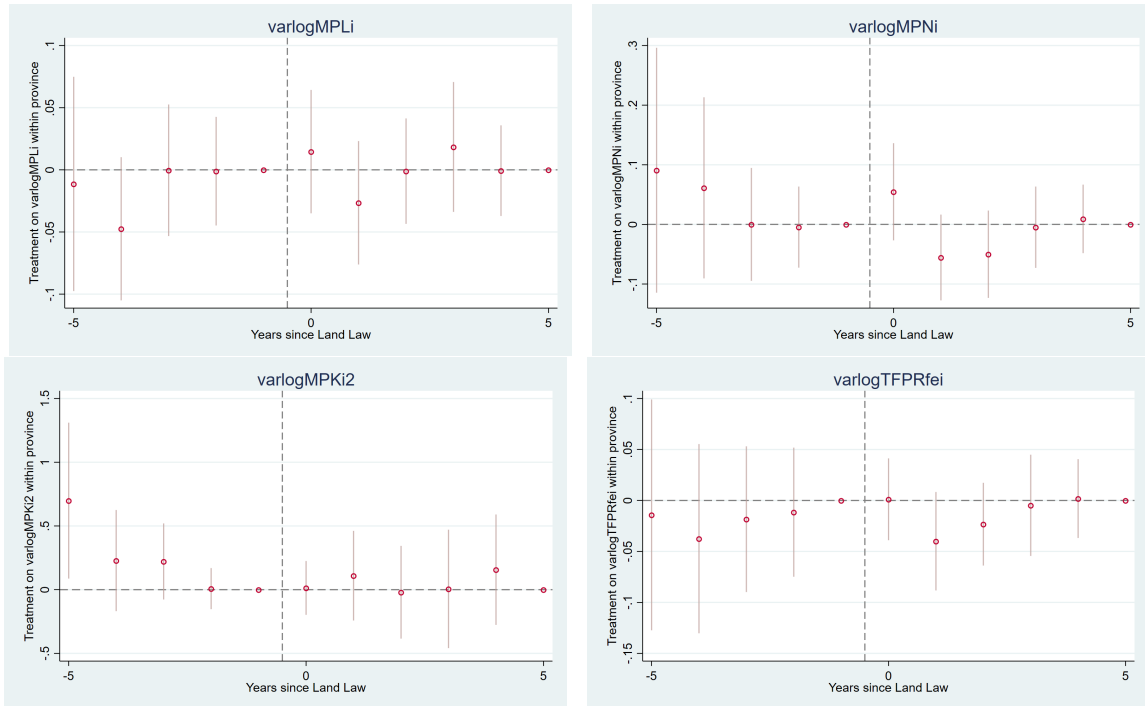 varlogMPLi
Treatment on varlogMPLi within province
.1
.05
0
-.05
-.1
-5
0
5
Years since Land Law
varlogMPNi
Treatment on varlogMPNi within province
.3
.2
.1
0
-.1
-5
0
5
Years since Land Law
varlogMPKi2
Treatment on varlogMPKi2 within province
1.5
1
.5
0
-.5
-5
0
5
Years since Land Law
varlogTFPRfei
Treatment on varlogTFPRfei within province
.1
.05
0
-.05
-.1
-.15
-5
0
5
Years since Land Law